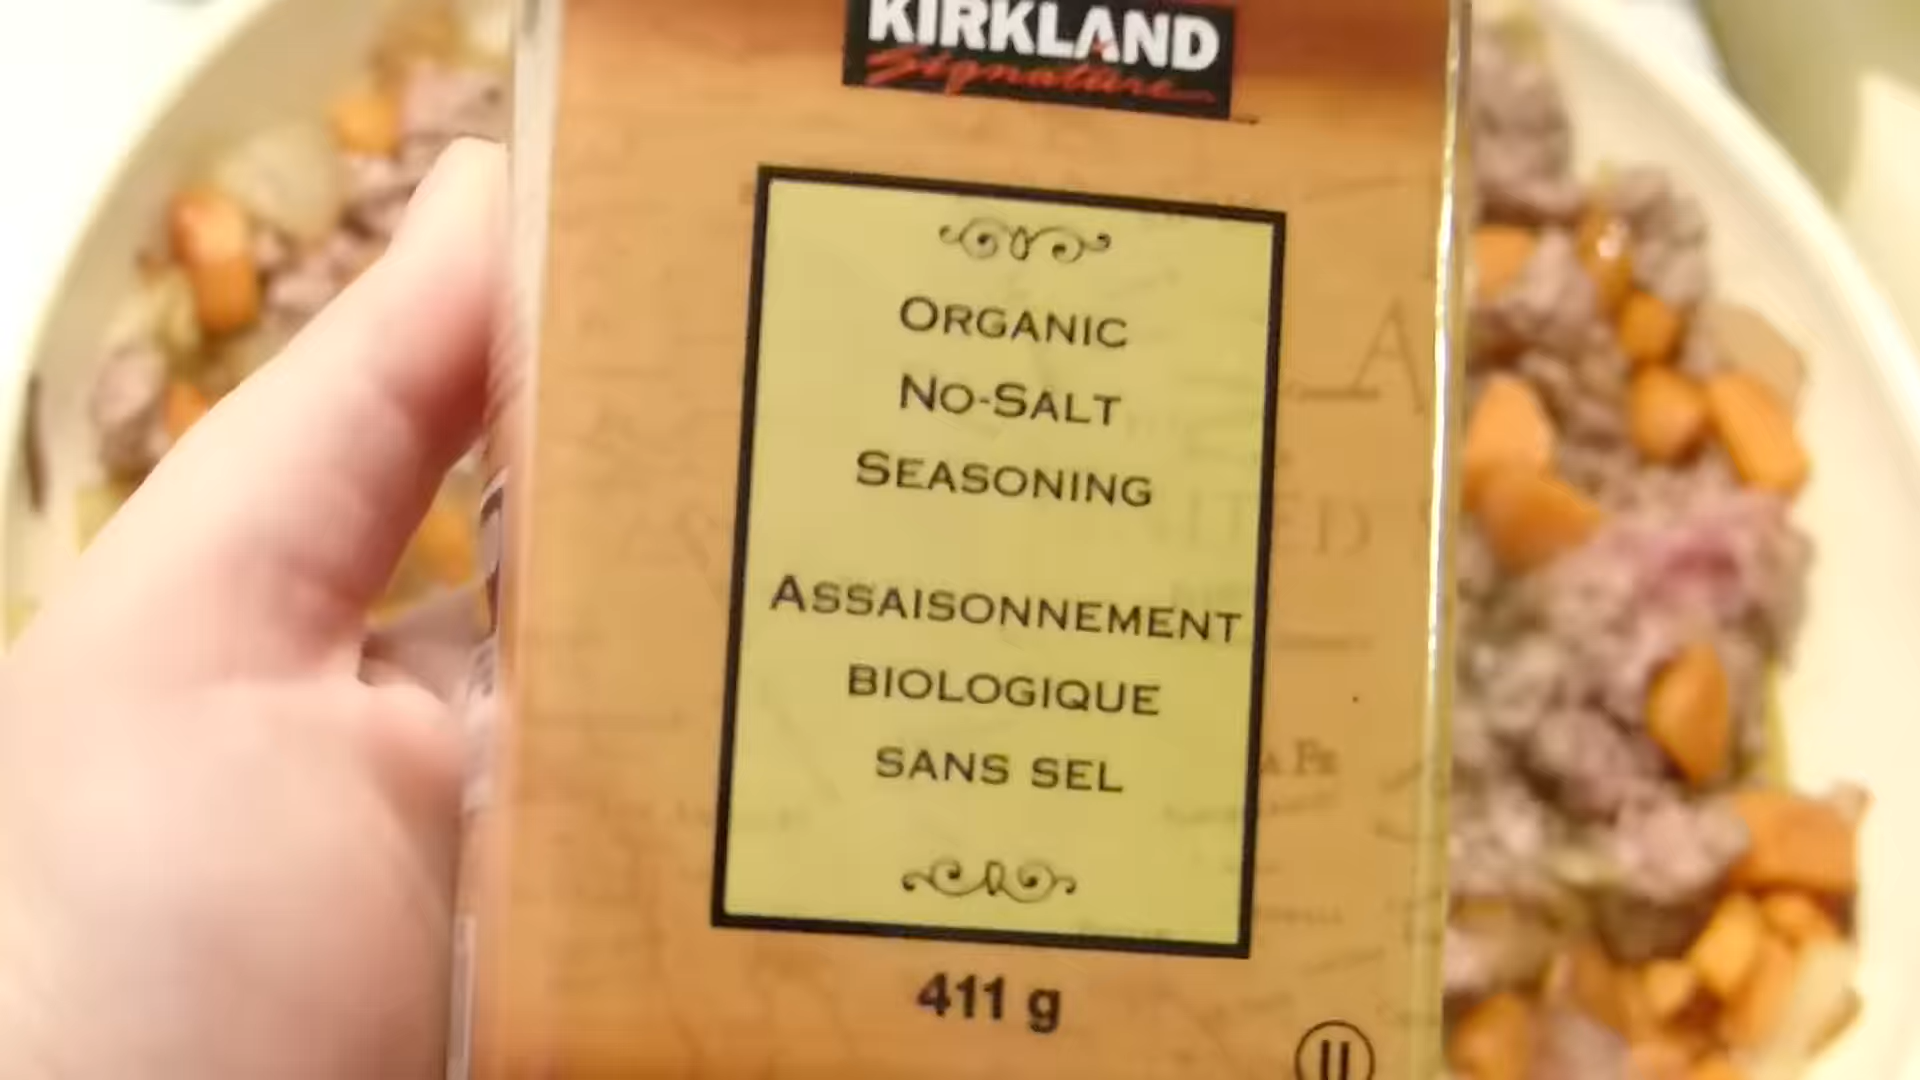 KIRKLAND
Signature
ORGANIC
NO-SALT
SEASONING
ASSAISONNEMENT
BIOLOGIQUE
SANS SEL
411 g
U